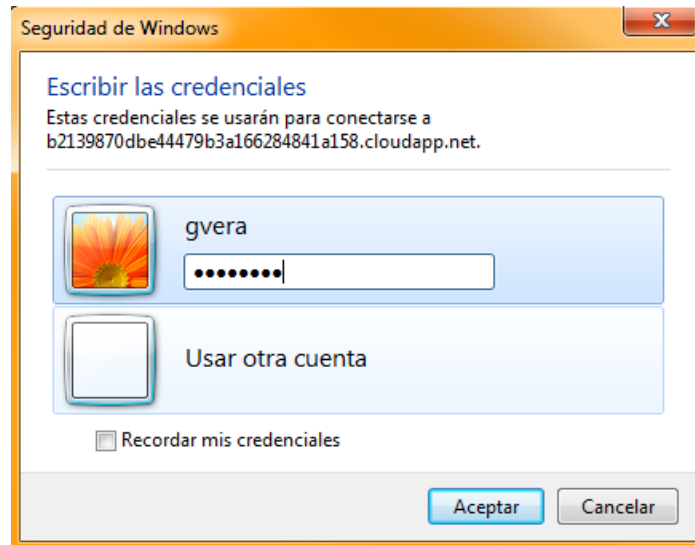 Seguridad de Windows
Escribir las credenciales
Estas credenciales se usarán para conectarse a
b2139870dbe44479b3a166284841a158.cloudapp.net.
gvera
••••••••
Usar otra cuenta
Recordar mis credenciales
Aceptar Cancelar